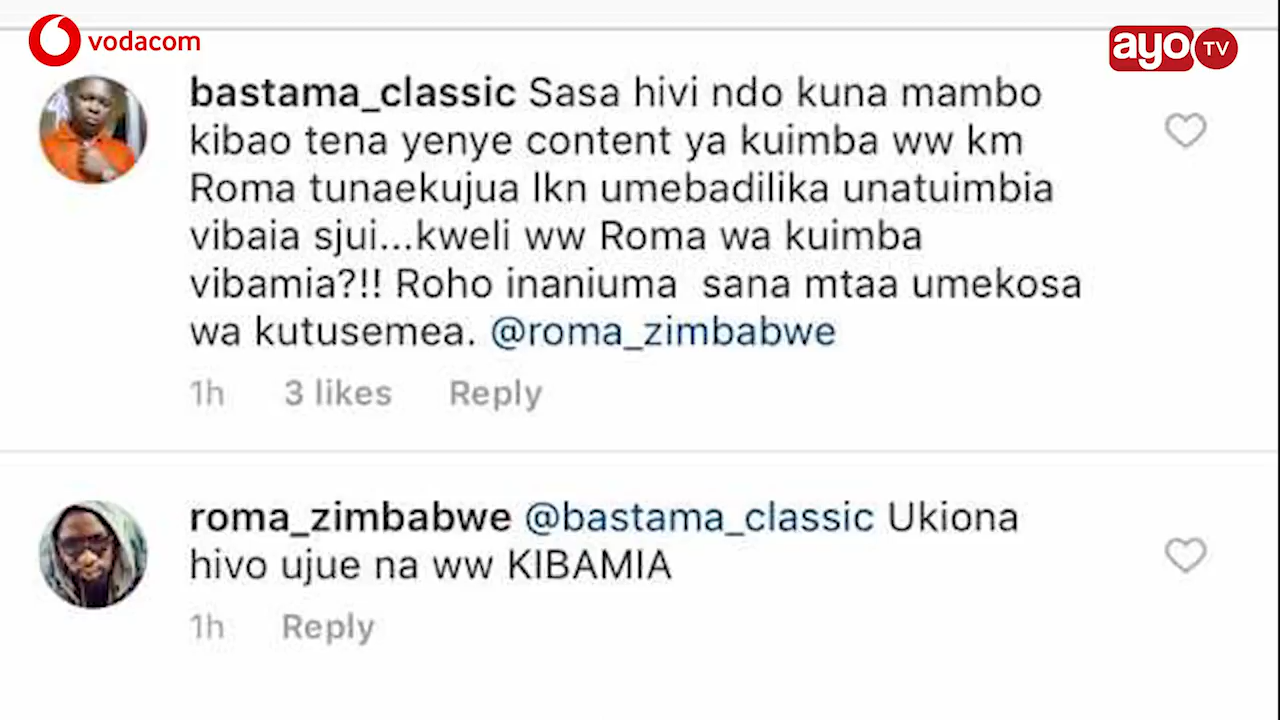 vodacom
ayo TV
bastama_classic Sasa hivi ndo kuna mambo
kibao tena yenye content ya kuimba ww km
Roma tunaekujua lkn umebadilika unatuimbia
vibaia sjui...kweli ww Roma wa kuimba
vibamia?!! Roho inaniuma sana mtaa umekosa
wa kutusemea. @roma_zimbabwe
1h 3 likes Reply
roma_zimbabwe @bastama_classic Ukiona
hivo ujue na ww KIBAMIA
1h Reply